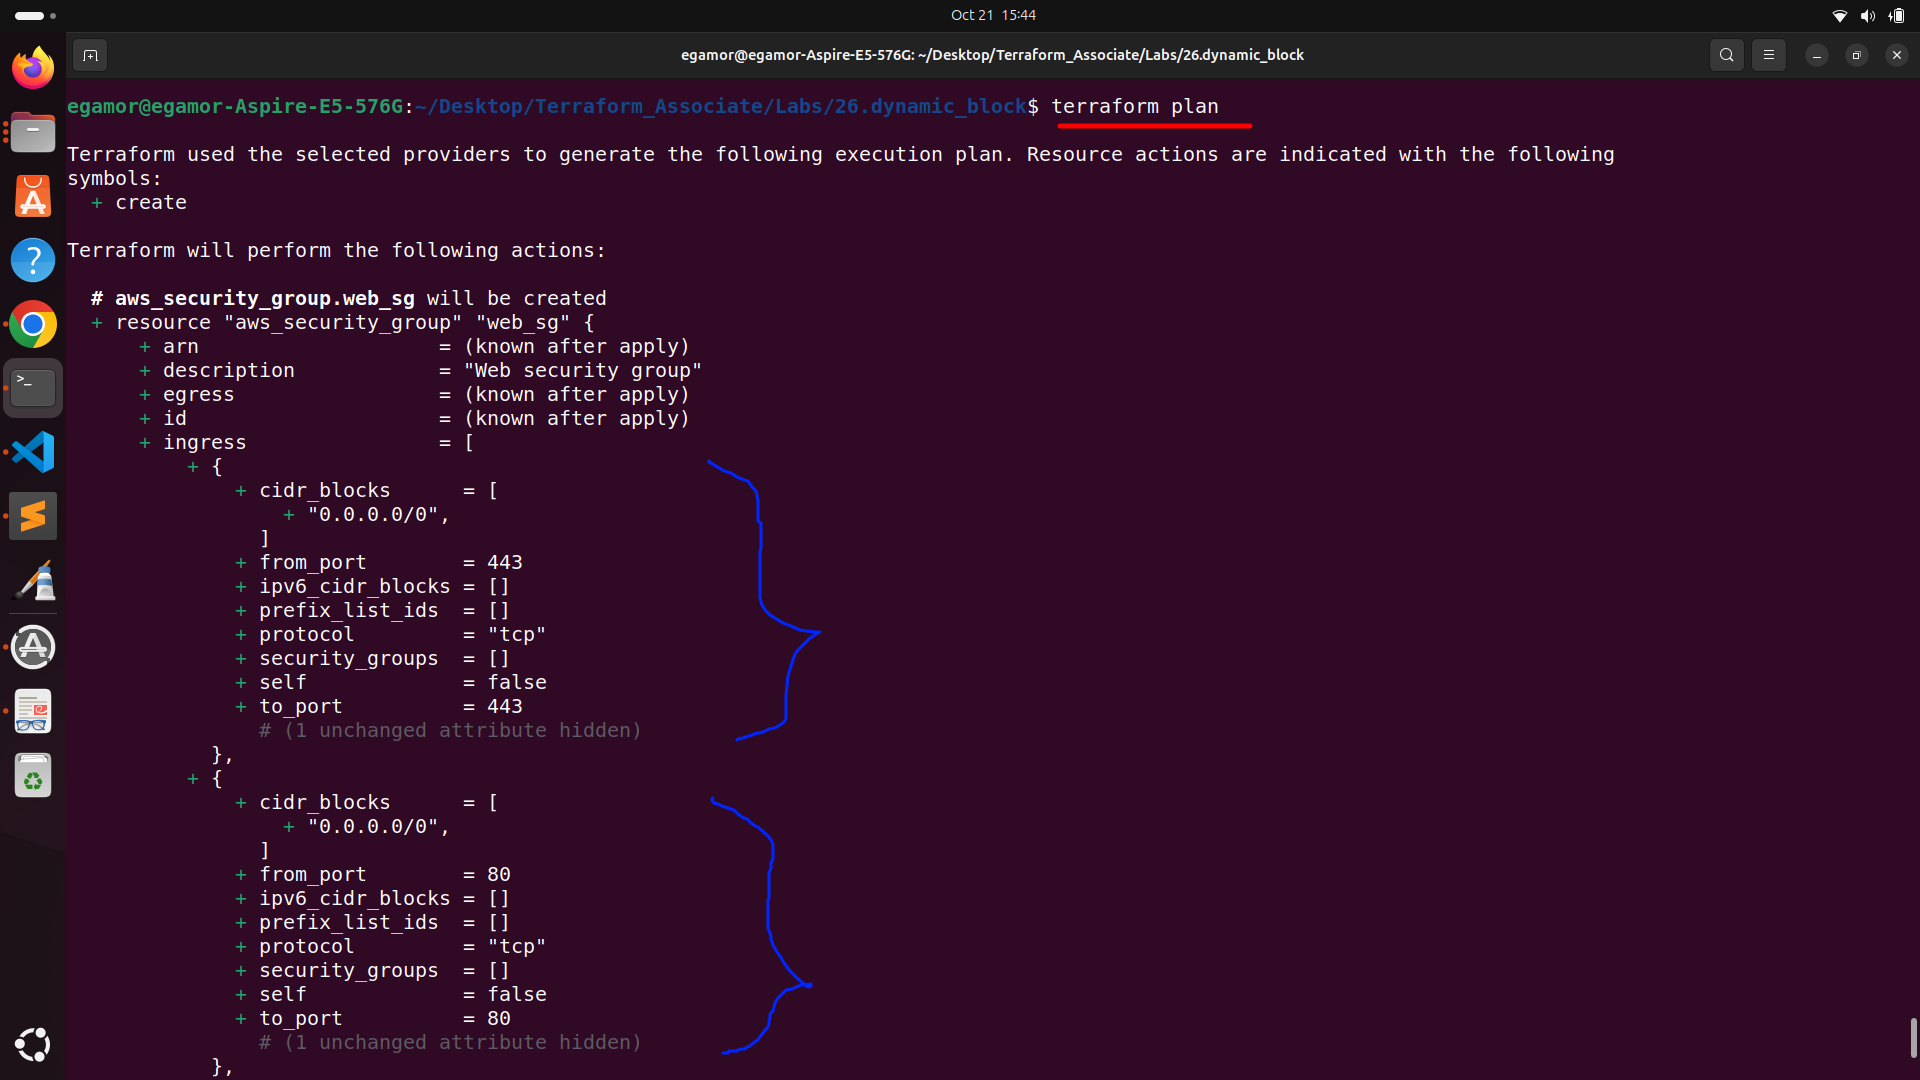 Oct 21  15:44
egamor@egamor-Aspire-E5-576G: ~/Desktop/Terraform_Associate/Labs/26.dynamic_block
egamor@egamor-Aspire-E5-576G:~/Desktop/Terraform_Associate/Labs/26.dynamic_block$ terraform plan
Terraform used the selected providers to generate the following execution plan. Resource actions are indicated with the following
symbols:
  + create
Terraform will perform the following actions:
  # aws_security_group.web_sg will be created
  + resource "aws_security_group" "web_sg" {
      + arn                    = (known after apply)
      + description            = "Web security group"
      + egress                 = (known after apply)
      + id                     = (known after apply)
      + ingress                = [
          + {
              + cidr_blocks      = [
                  + "0.0.0.0/0",
                ]
              + from_port        = 443
              + ipv6_cidr_blocks = []
              + prefix_list_ids  = []
              + protocol         = "tcp"
              + security_groups  = []
              + self             = false
              + to_port          = 443
                # (1 unchanged attribute hidden)
            },
          + {
              + cidr_blocks      = [
                  + "0.0.0.0/0",
                ]
              + from_port        = 80
              + ipv6_cidr_blocks = []
              + prefix_list_ids  = []
              + protocol         = "tcp"
              + security_groups  = []
              + self             = false
              + to_port          = 80
                # (1 unchanged attribute hidden)
            },